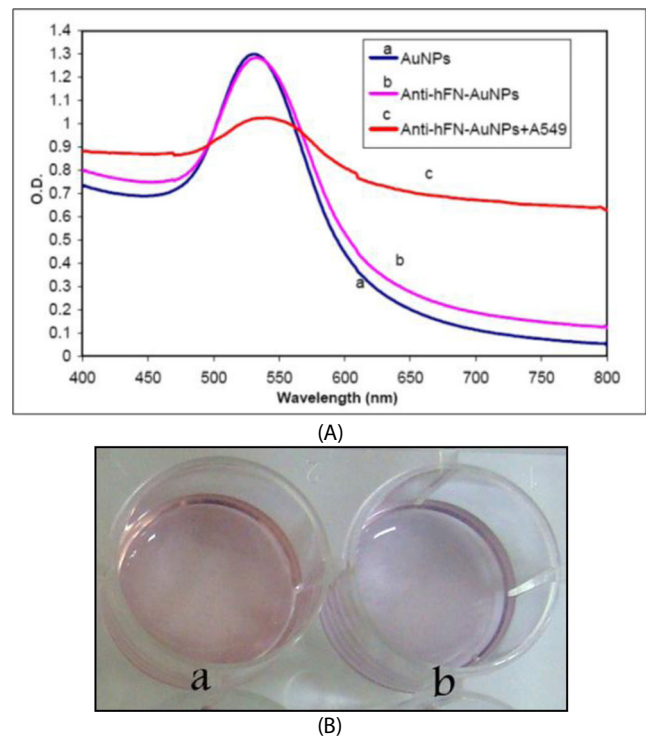 1.4
1.3
1.2
1.1
1
0.9
0.8
0.7
0.6
0.5
0.4
0.3
0.2
0.1
0
O.D.
a
AuNPs
b
Anti-hFN-AuNPs
c
Anti-hFN-AuNPs+A549
c
b
a
400 450 500 550 600 650 700 750 800
Wavelength (nm)
(A)
a b
(B)